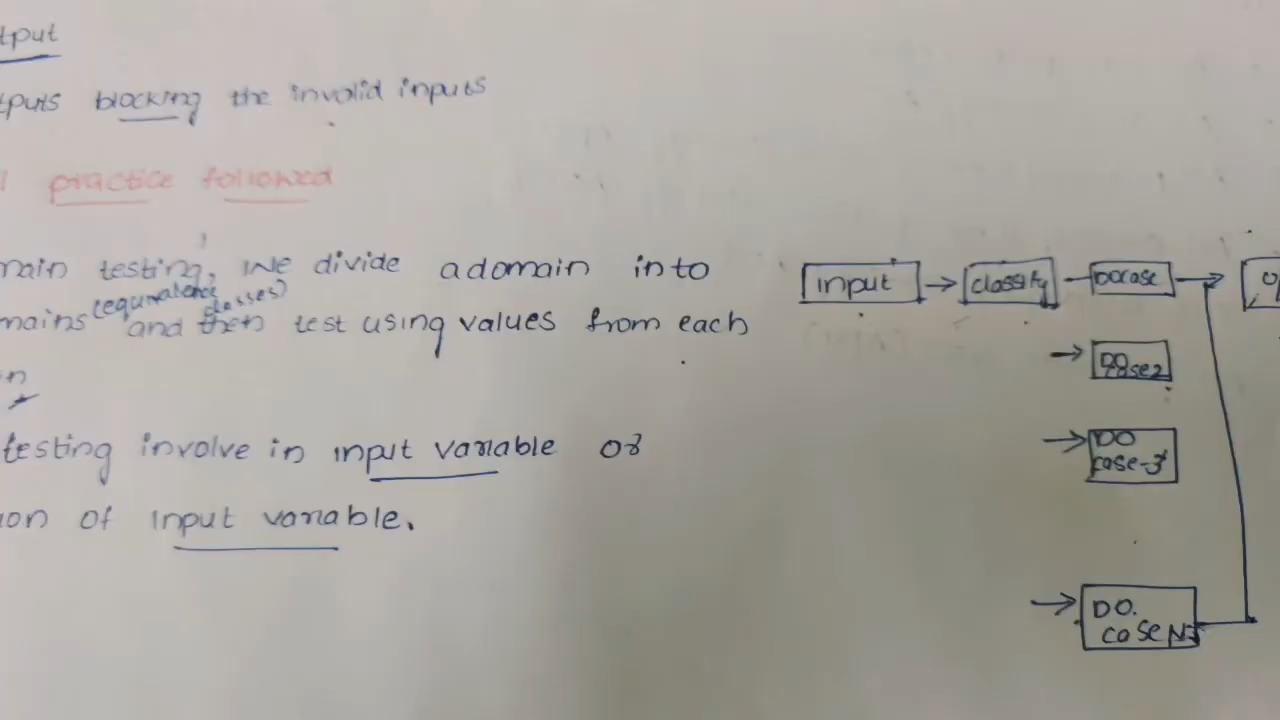 tput
tputs blocking the invalid inputs
l practice followed
main testing, we divide a domain into
(equivalence classes)
mains and then test using values from each
in
testing involve in input variable or
ion of input variable.
input
classify
DO case
case 2
DO
case-3
DO.
case N